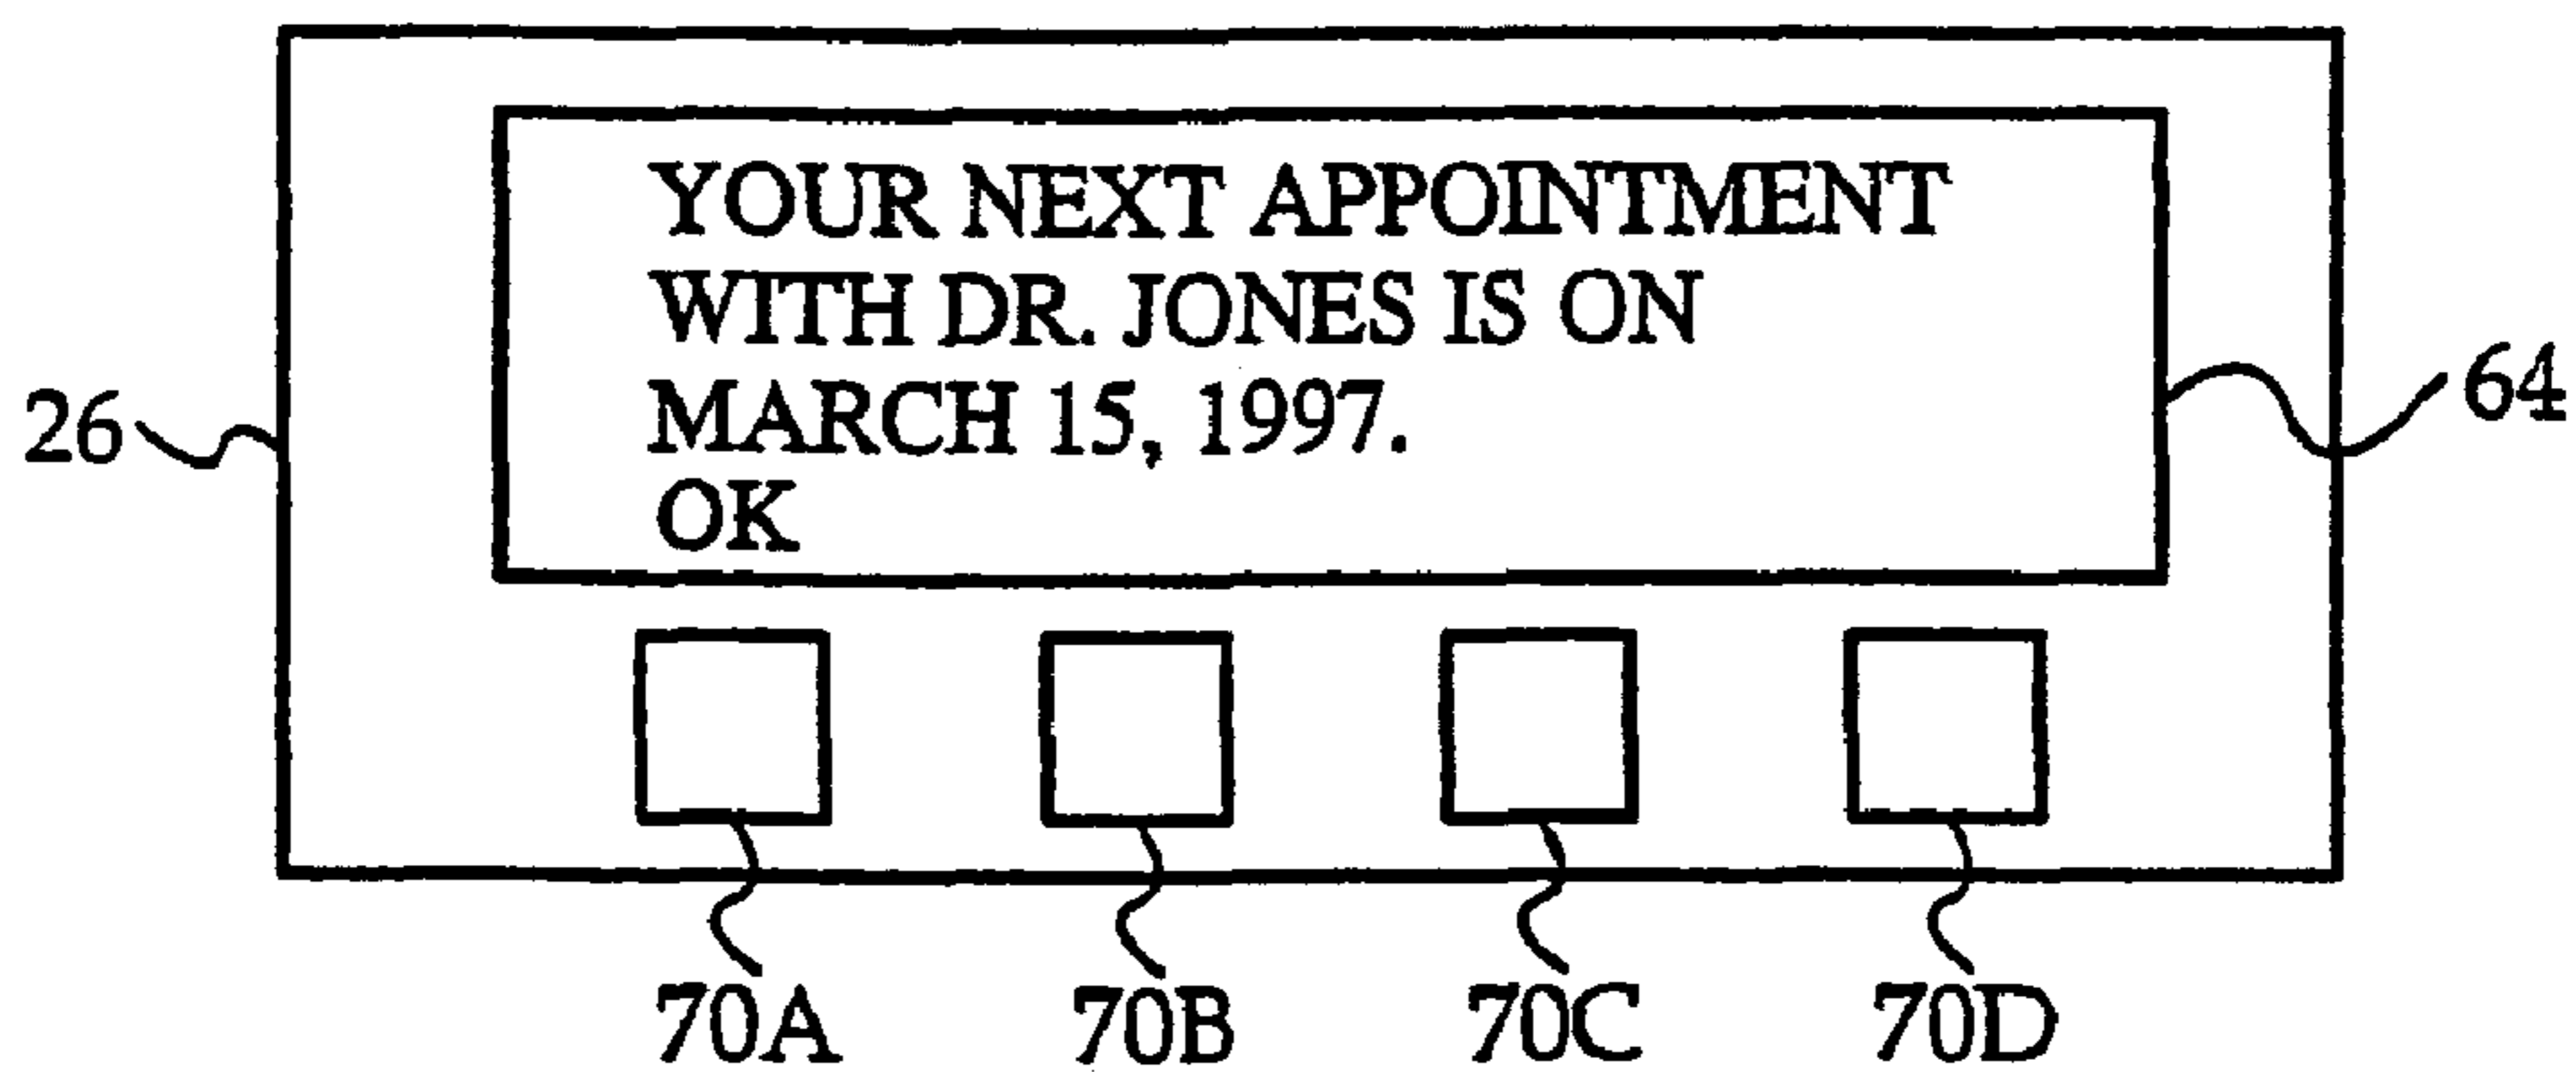 YOUR NEXT APPOINTMENT
WITH DR. JONES IS ON
MARCH 15, 1997.
OK
26
64
70A 70B 70C 70D